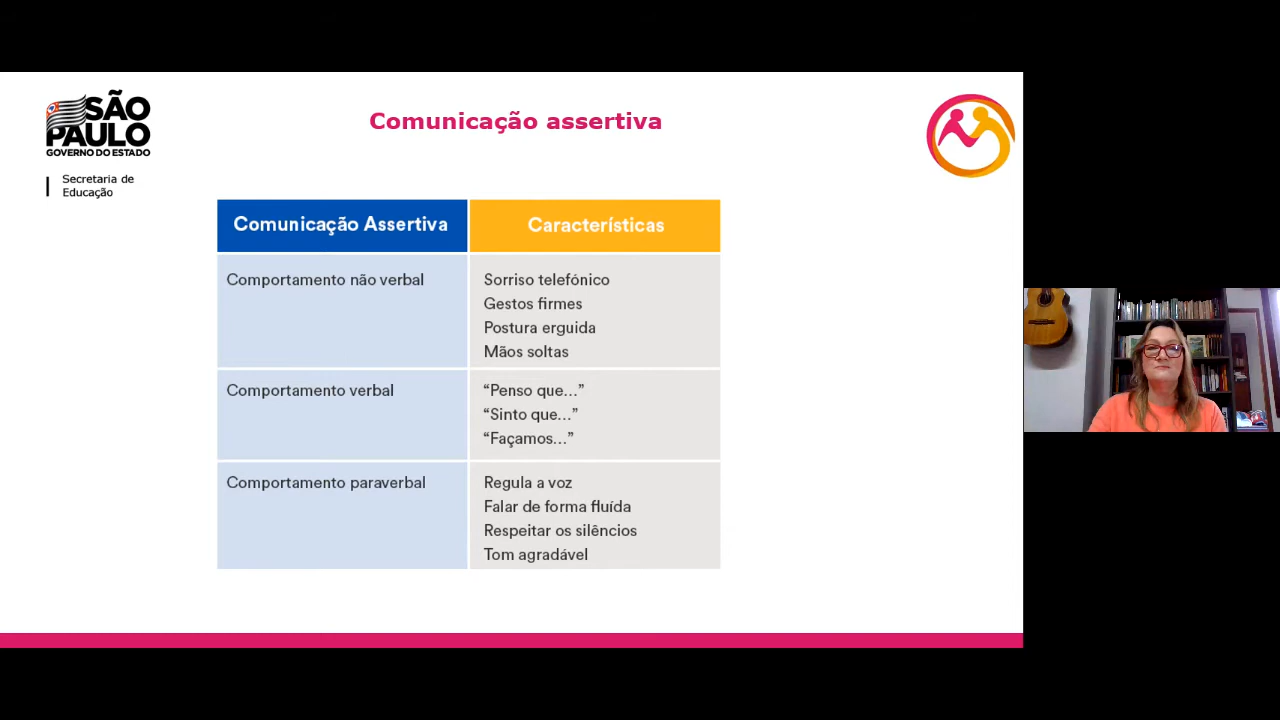 SÃO
PAULO
GOVERNO DO ESTADO
Secretaria de
Educação
Comunicação assertiva
Comunicação Assertiva
Características
Comportamento não verbal
Sorriso telefónico
Gestos firmes
Postura erguida
Mãos soltas
Comportamento verbal
“Penso que...”
“Sinto que...”
“Façamos...”
Comportamento paraverbal
Regula a voz
Falar de forma fluída
Respeitar os silêncios
Tom agradável